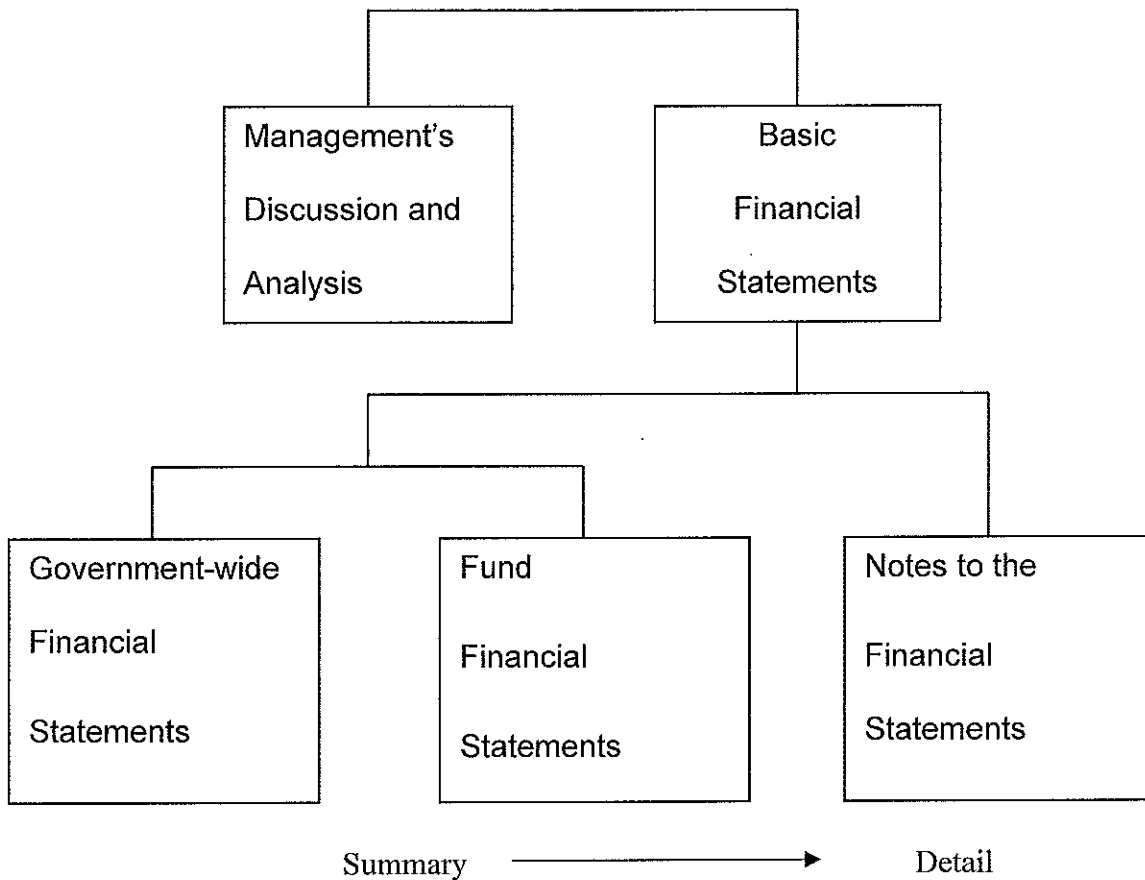 Management's
Discussion and
Analysis
Basic
Financial
Statements
Government-wide
Financial
Statements
Fund
Financial
Statements
Notes to the
Financial
Statements
Summary
Detail